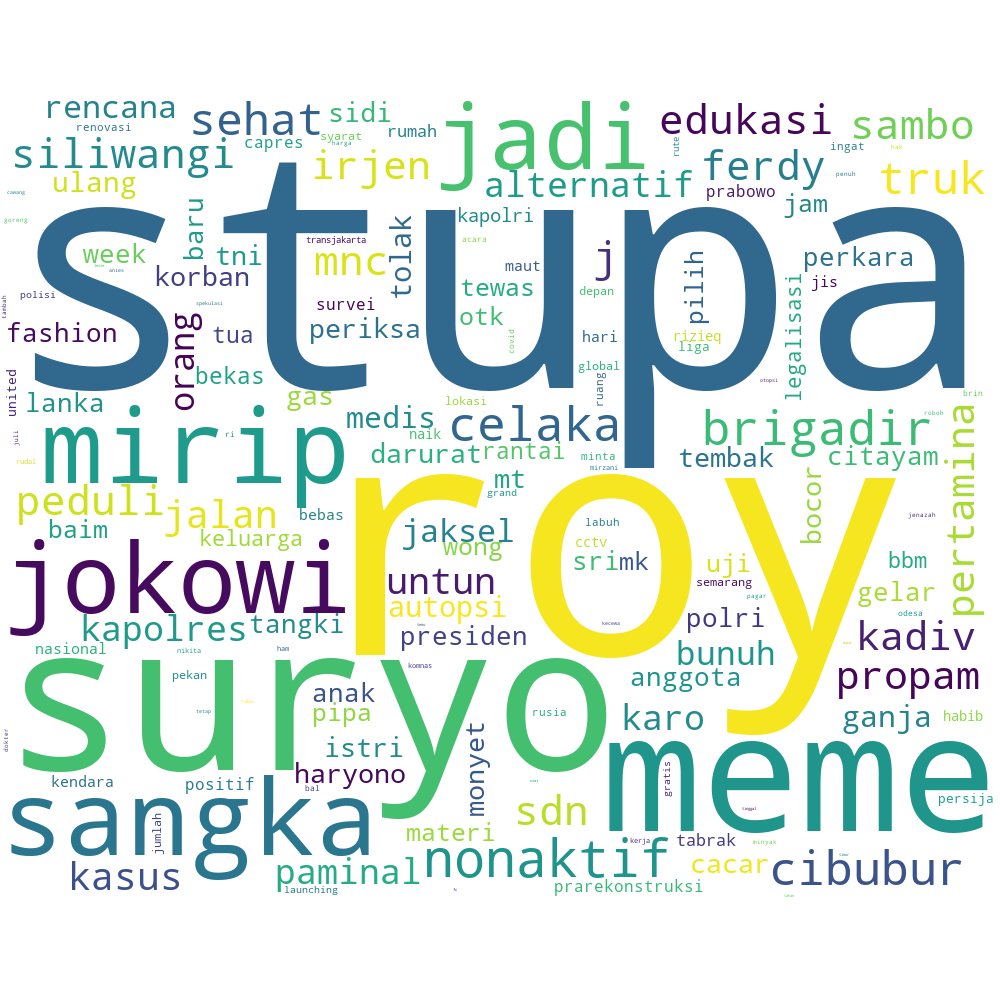 rencana
renovasi
sehat
sidi
capres
syarat
harga
rumah
jadi
edukasi
sambo
rute
ingat
hak
siliwangi
ulang
irjen
alternatif
ferdy
prabowo
truk
penuh
camang
goreng
stupa
baru
week
tni
korban
transjakarta
mnc
tolak
kapolri
acara
maut
j
jam
pilih
perkara
jis
legalisasi
polisi
tambah
spekulasi
anies
survei
tewas
depan
fashion
orang
tua
periksa
otk
hari
rizieq
liga
united
bekas
gas
lokasi
covid
global
ruang
otopsi
brin
lanka
medis
celaka
brigadir
roboh
juli
ri
mirip
naik
darurat
rantai
minta
mirzani
tembak
citayam
rudal
mt
grand
bocor
pertamina
peduli
jalan
bebas
baim
keluarga
jaksel
wong
labuh
cctv
sri
mk
jenazah
jokowi
roy
untun
uji
semarang
bbm
autopsi
pagar
gelar
odesa
kapolres
tangki
presiden
kecewa
polri
kadiv
nasional
nikita
ham
komnas
bunuh
propam
suryo
pekan
anak
anggota
tetap
pipa
rusia
karo
ganja
habib
dokter
istri
monyet
meme
kendara
positif
haryono
bal
gratis
persija
sangka
jumlah
materi
sdn
tabrak
kerja
minyak
kasus
paminal
nonaktif
cacar
cibubur
launching
prarekonstruksi